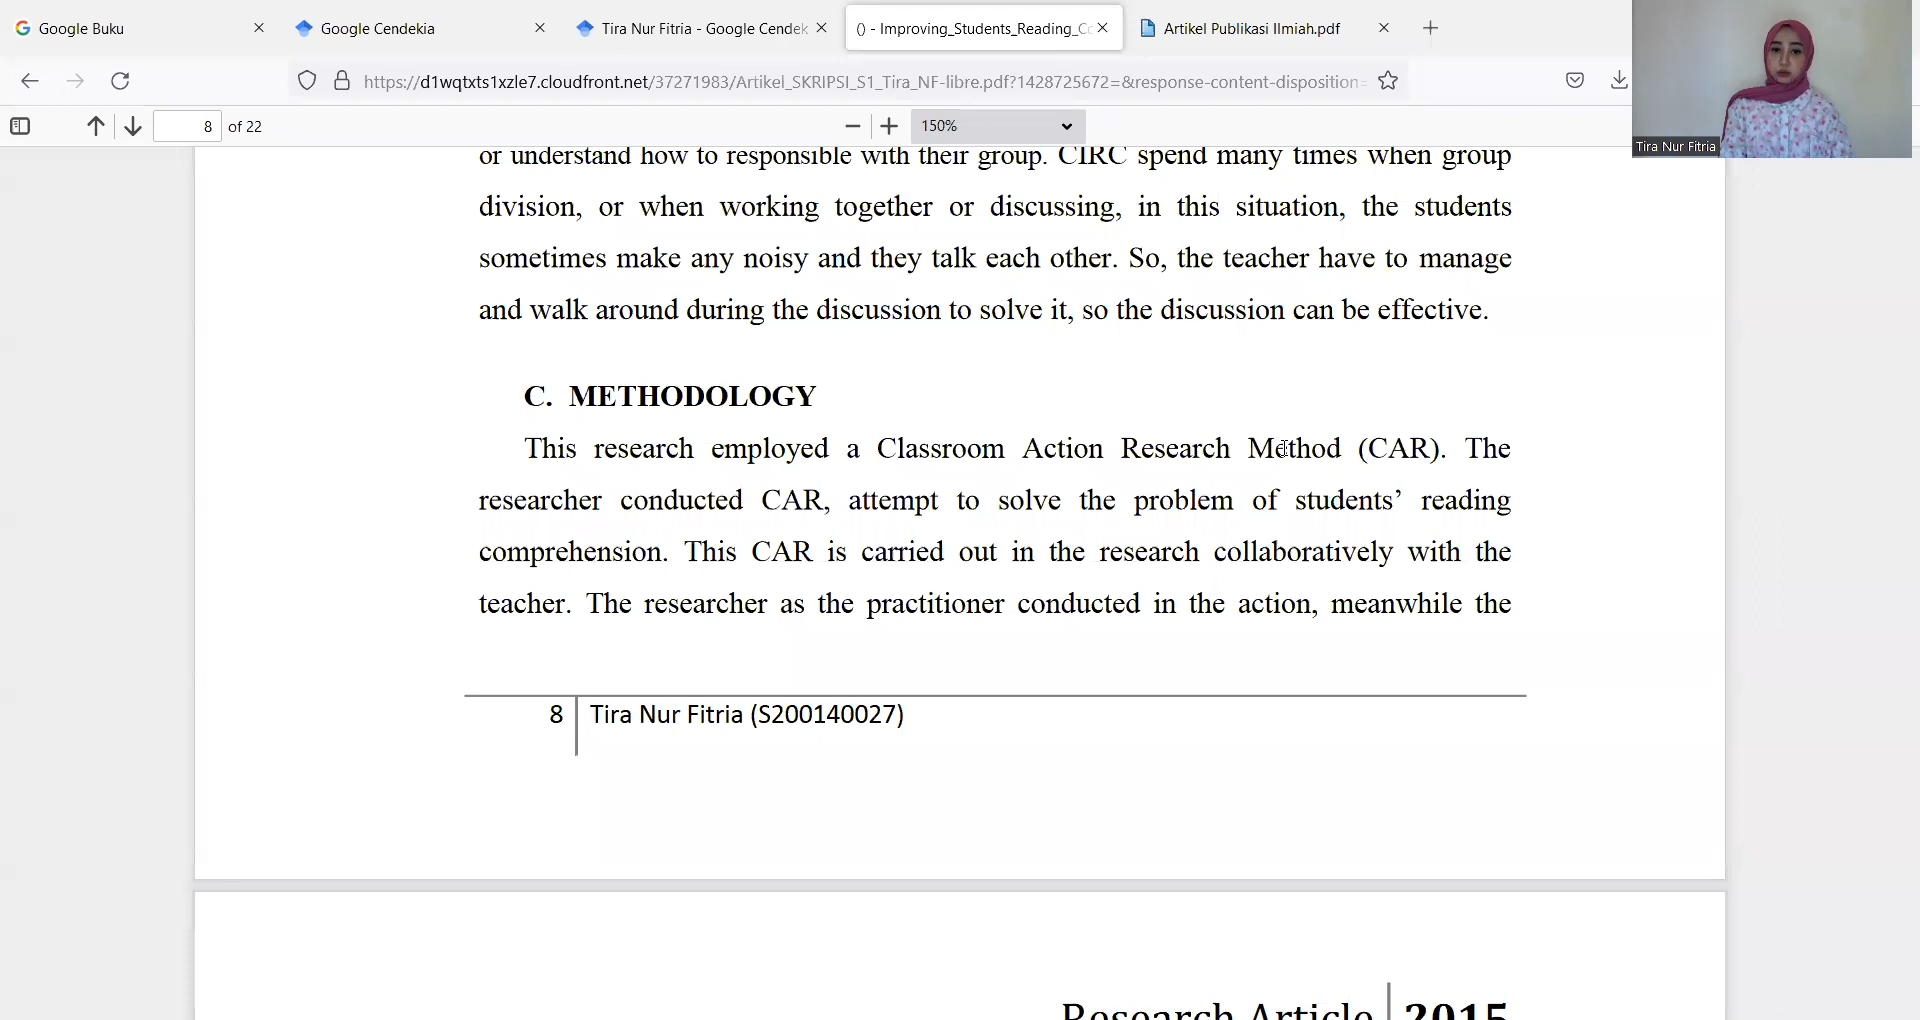 Google Buku
Google Cendekia
Tira Nur Fitria - Google Cendek
() - Improving_Students_Reading_Cc
Artikel Publikasi Ilmiah.pdf
https://d1wqtxts1xzle7.cloudfront.net/37271983/Artikel_SKRIPSI_S1_Tira_NF-libre.pdf?1428725672=&response-content-disposition=
8 of 22
150%
Tira Nur Fitria
or understand how to responsible with their group. CIRC spend many times when group
division, or when working together or discussing, in this situation, the students
sometimes make any noisy and they talk each other. So, the teacher have to manage
and walk around during the discussion to solve it, so the discussion can be effective.
C. METHODOLOGY
This research employed a Classroom Action Research Method (CAR). The
researcher conducted CAR, attempt to solve the problem of students’ reading
comprehension. This CAR is carried out in the research collaboratively with the
teacher. The researcher as the practitioner conducted in the action, meanwhile the
8 Tira Nur Fitria (S200140027)
Research Article 2015